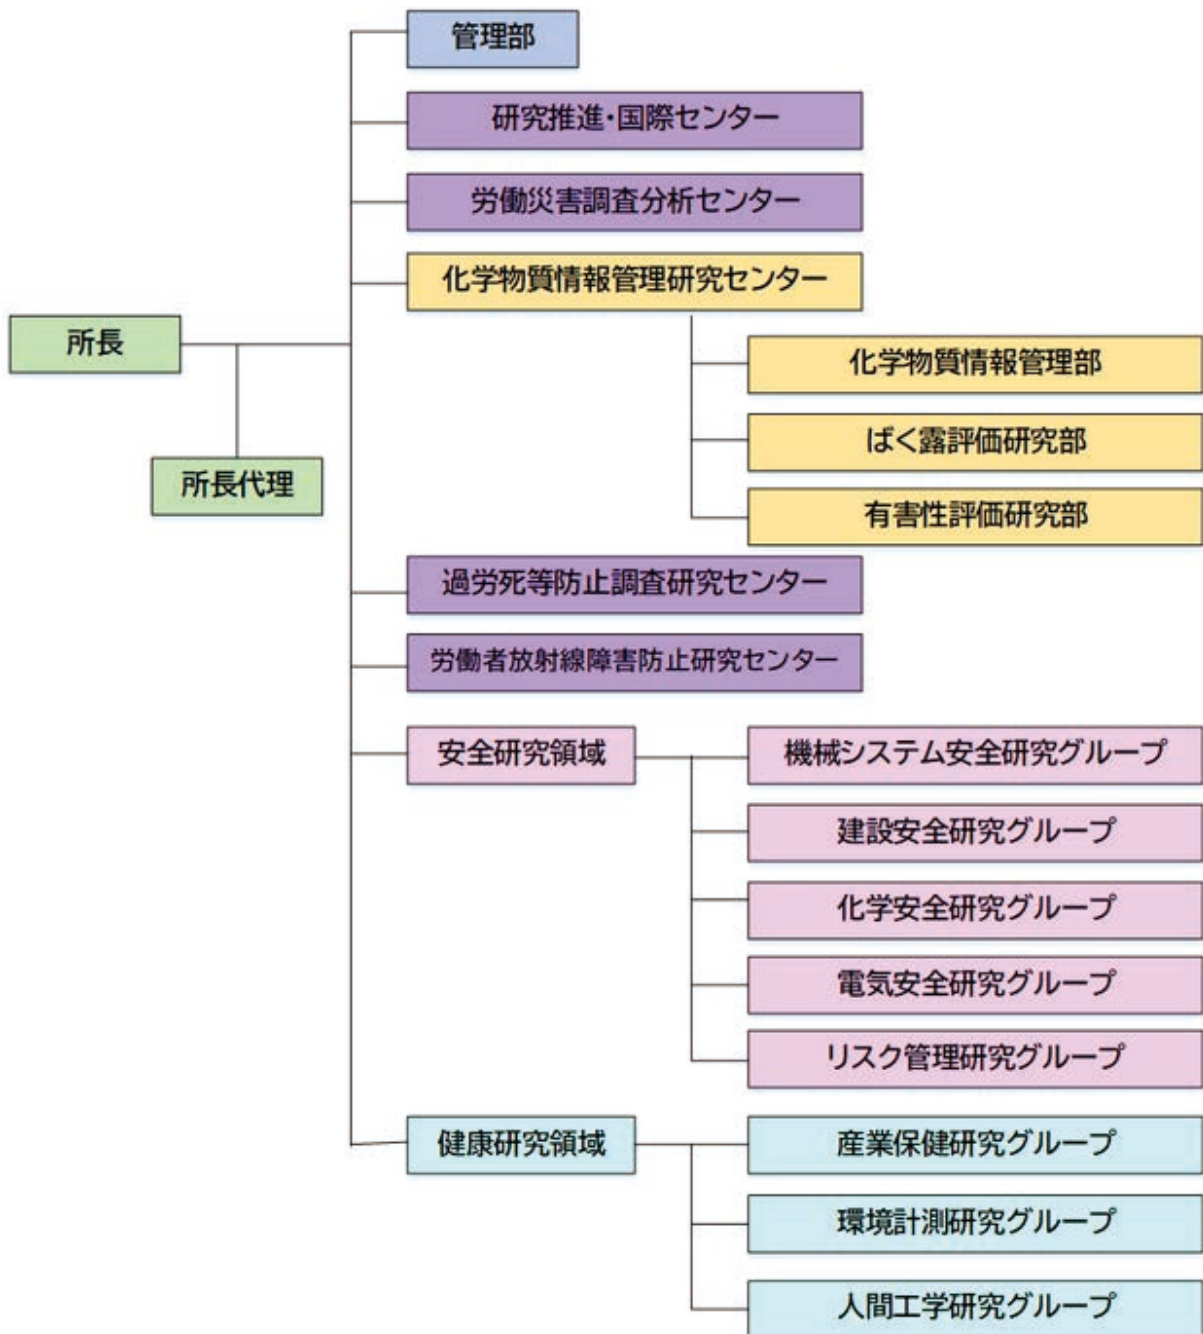 管理部
研究推進・国際センター
労働災害調査分析センター
化学物質情報管理研究センター
所長
化学物質情報管理部
ばく露評価研究部
所長代理
有害性評価研究部
過労死等防止調査研究センター
労働者放射線障害防止研究センター
安全研究領域
機械システム安全研究グループ
建設安全研究グループ
化学安全研究グループ
電気安全研究グループ
リスク管理研究グループ
健康研究領域
産業保健研究グループ
環境計測研究グループ
人間工学研究グループ